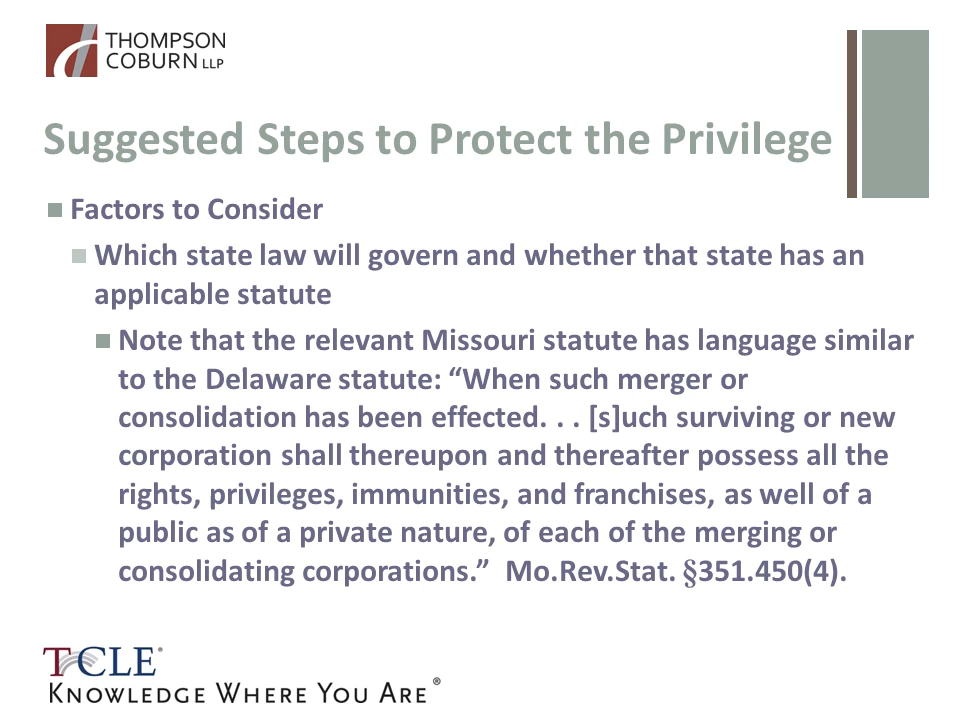 THOMPSON
COBURN LLP
Suggested Steps to Protect the Privilege
Factors to Consider
Which state law will govern and whether that state has an
applicable statute
Note that the relevant Missouri statute has language similar
to the Delaware statute: “When such merger or
consolidation has been effected. . . [s]uch surviving or new
corporation shall thereupon and thereafter possess all the
rights, privileges, immunities, and franchises, as well of a
public as of a private nature, of each of the merging or
consolidating corporations.” Mo.Rev.Stat. §351.450(4).
TCLE®
KNOWLEDGE WHERE YOU ARE®